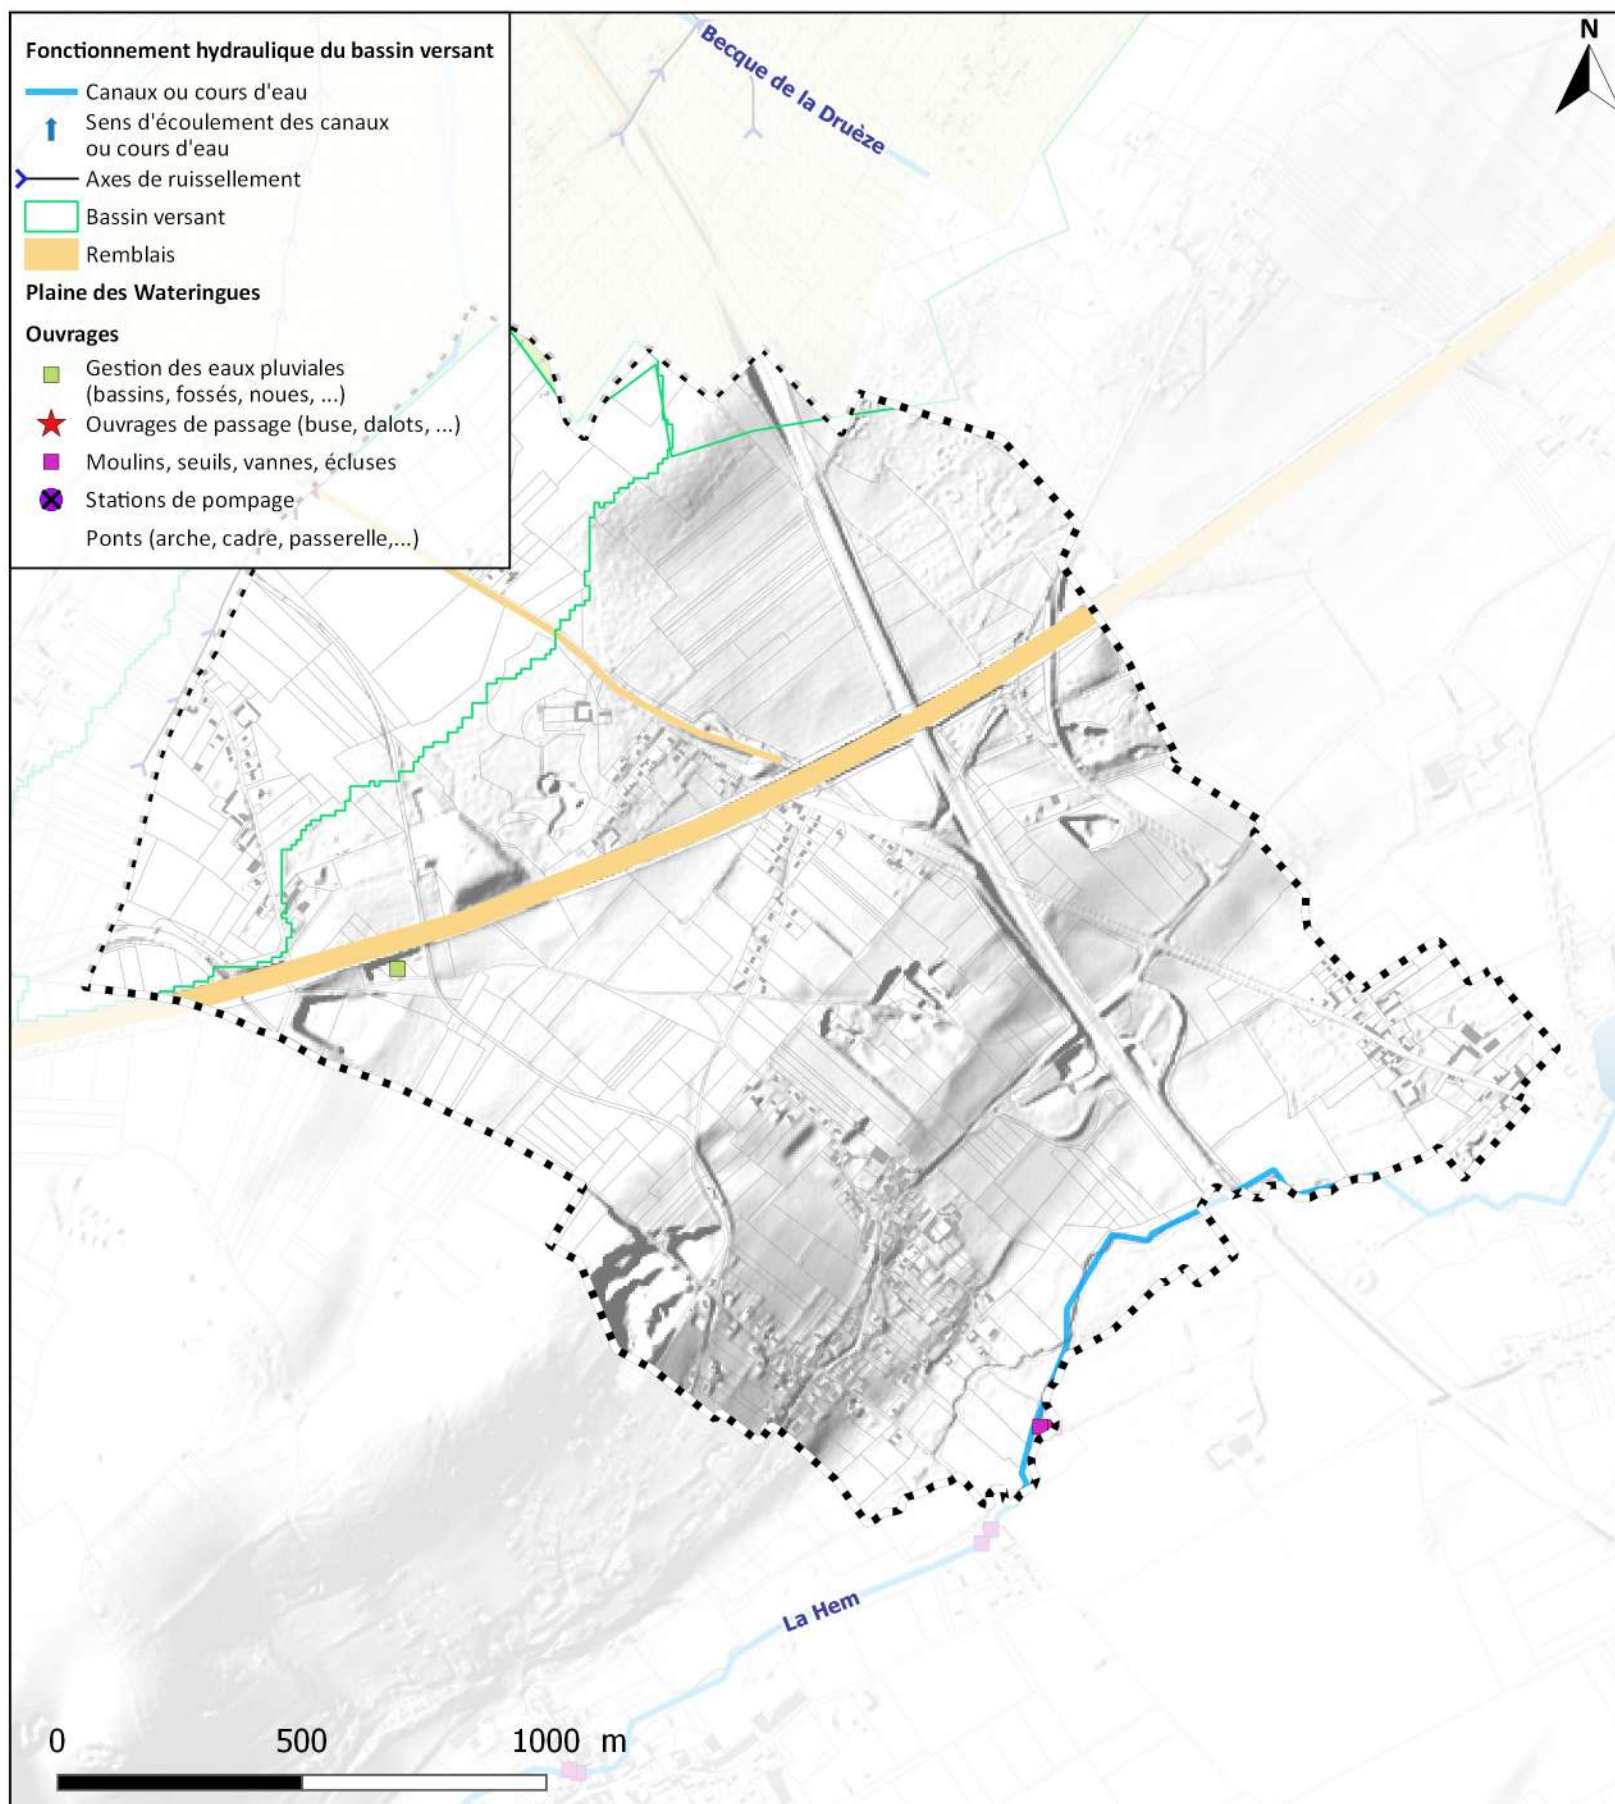 Fonctionnement hydraulique du bassin versant
Canaux ou cours d'eau
Sens d'écoulement des canaux
ou cours d'eau
Axes de ruissellement
Bassin versant
Remblais
Plaine des Wateringues
Ouvrages
Gestion des eaux pluviales
(bassins, fossés, noues, ...)
Ouvrages de passage (buse, dalots, ...)
Moulins, seuils, vannes, écluses
Stations de pompage
Ponts (arche, cadre, passerelle,...)
Becque de la Druèze
N
La Hem
0 500 1000 m